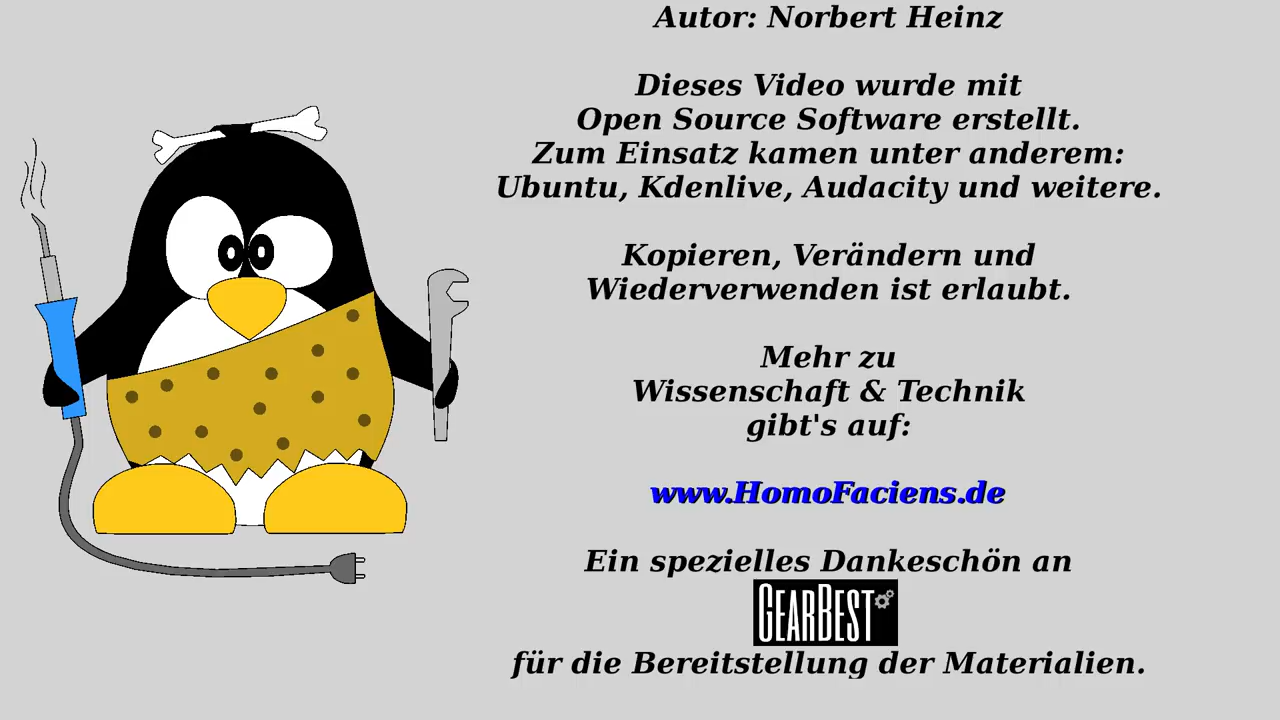 Autor: Norbert Heinz
Dieses Video wurde mit
Open Source Software erstellt.
Zum Einsatz kamen unter anderem:
Ubuntu, Kdenlive, Audacity und weitere.
Kopieren, Verändern und
Wiederverwenden ist erlaubt.
Mehr zu
Wissenschaft & Technik
gibt's auf:
www.HomoFaciens.de
Ein spezielles Dankeschön an
GEARBEST
für die Bereitstellung der Materialien.